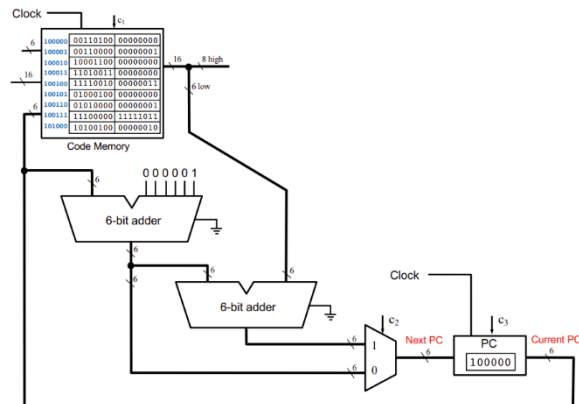 Clock
c1
6
16
6
100000 00110100 00000000
100001 00110000 00000001
100010 10001100 00000000
100011 11010011 00000000
100100 11110010 00000011
100101 01000100 00000000
100110 01010000 00000001
100111 11100000 11111011
101000 10100100 00000010
16
8 high
6 low
Code Memory
6
000001
6-bit adder
6
6
6
6
6-bit adder
Clock
6
1
c2
Next PC
6
c3
PC
100000
Current PC
6
6
0